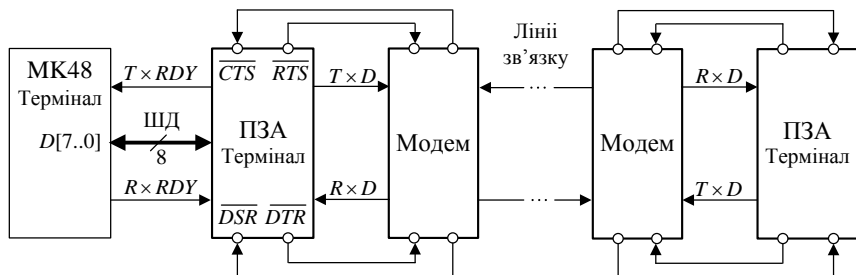 МК48
Термінал
D[7..0]
T×RDY
ШД
8
R×RDY
CTS RTS
ПЗА
Термінал
DSR DTR
T×D
R×D
Модем
Лінії
зв’язку
...
...
Модем
R×D
T×D
ПЗА
Термінал